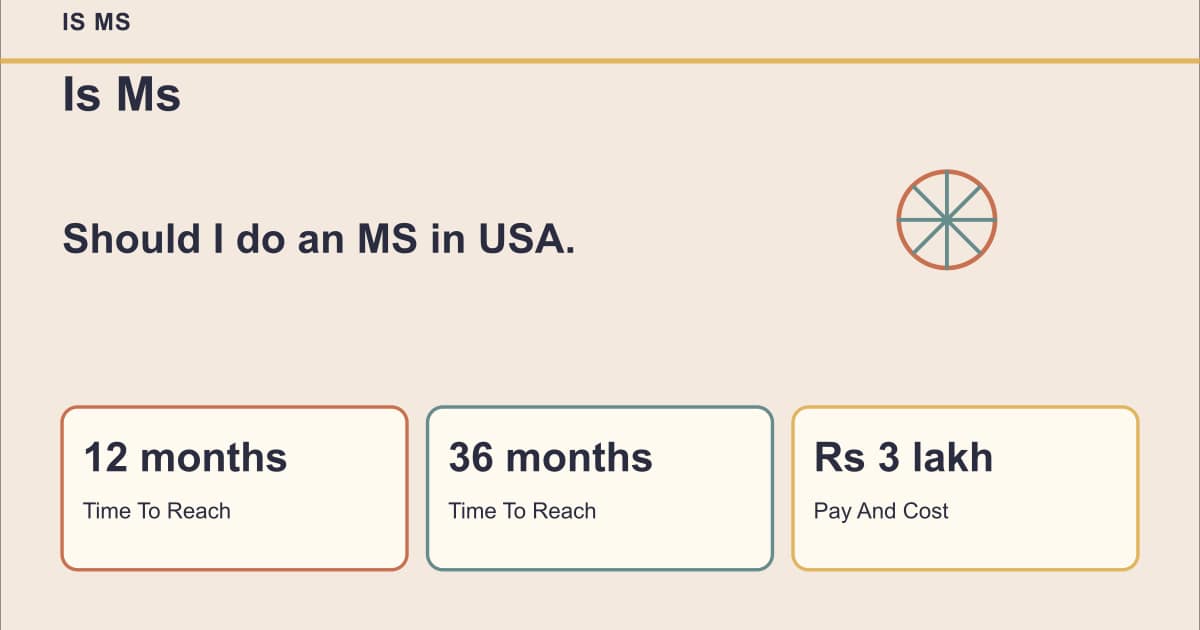 IS MS
Is Ms
Should I do an MS in USA.
12 months
Time To Reach
36 months
Time To Reach
Rs 3 lakh
Pay And Cost